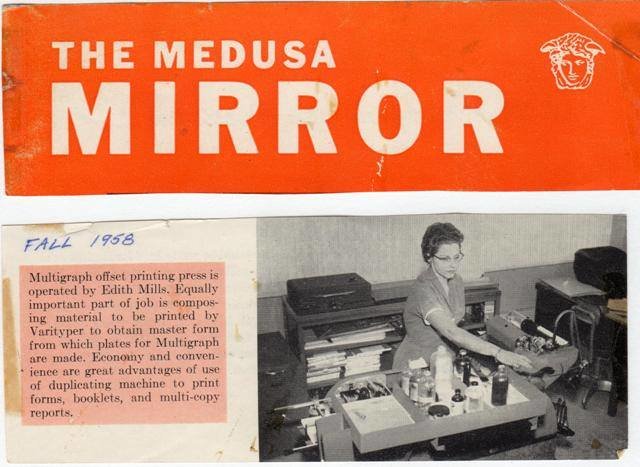 THE MEDUSA
MIRROR
FALL 1958
Multigraph offset printing press is
operated by Edith Mills. Equally
important part of job is compos-
ing material to be printed by
Varityper to obtain master form
from which plates for Multigraph
are made. Economy and conven-
ience are great advantages of use
of duplicating machine to print
forms, booklets, and multi-copy
reports.